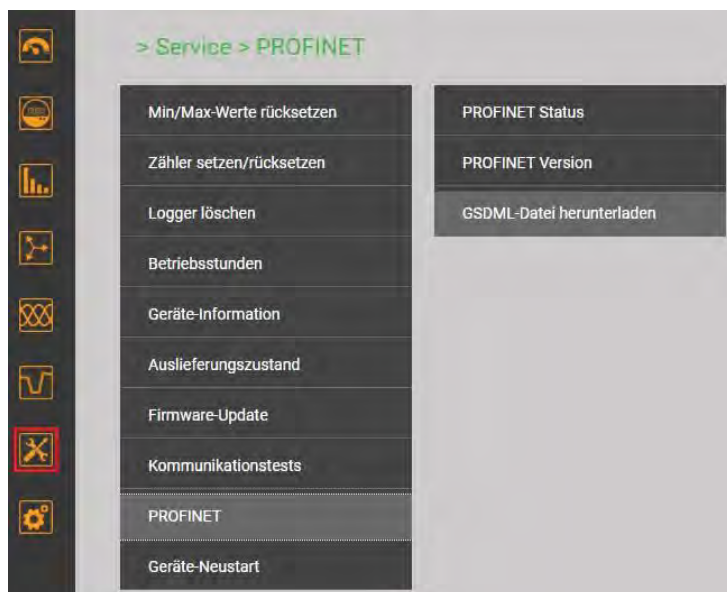 > Service > PROFINET
Min/Max-Werte rücksetzen
Zähler setzen/rücksetzen
Logger löschen
Betriebsstunden
Geräte-Information
Auslieferungszustand
Firmware-Update
Kommunikationstests
PROFINET
Geräte-Neustart
PROFINET Status
PROFINET Version
GSDML-Datei herunterladen